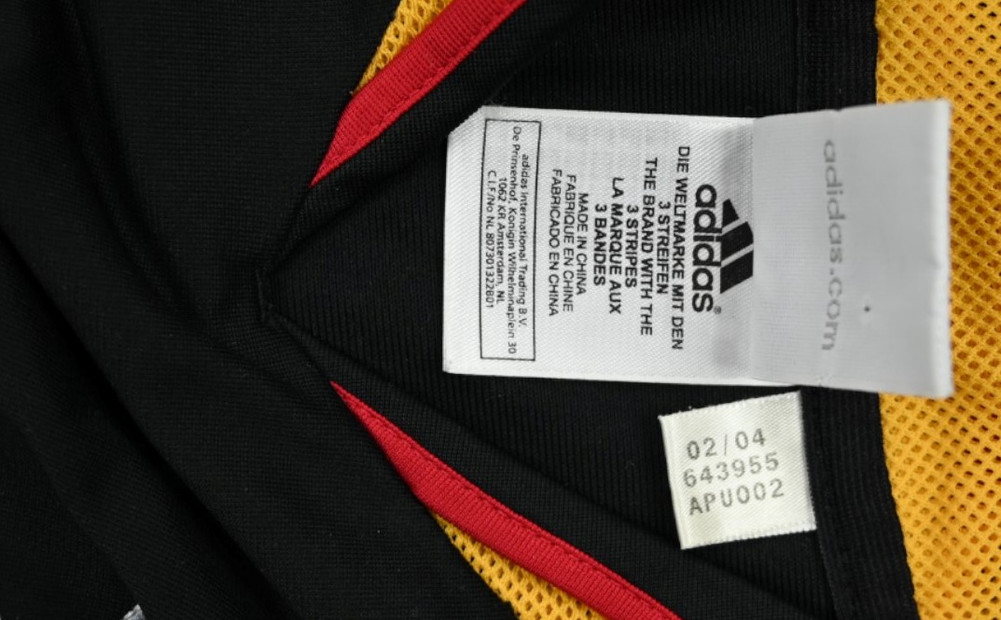 adidas.com
adidas®
DIE WELTMARKE MIT DEN
3 STREIFEN
THE BRAND WITH THE
3 STRIPES
LA MARQUE AUX
3 BANDES
MADE IN CHINA
FABRIQUE EN CHINE
FABRICADO EN CHINA
adidas International Trading B.V.
De Prinsenhof, Konigin Wilhelminaplein 30
1062 KR Amsterdam, NL
C.I.F/No NL 807301322B01
02/04
643955
APU002